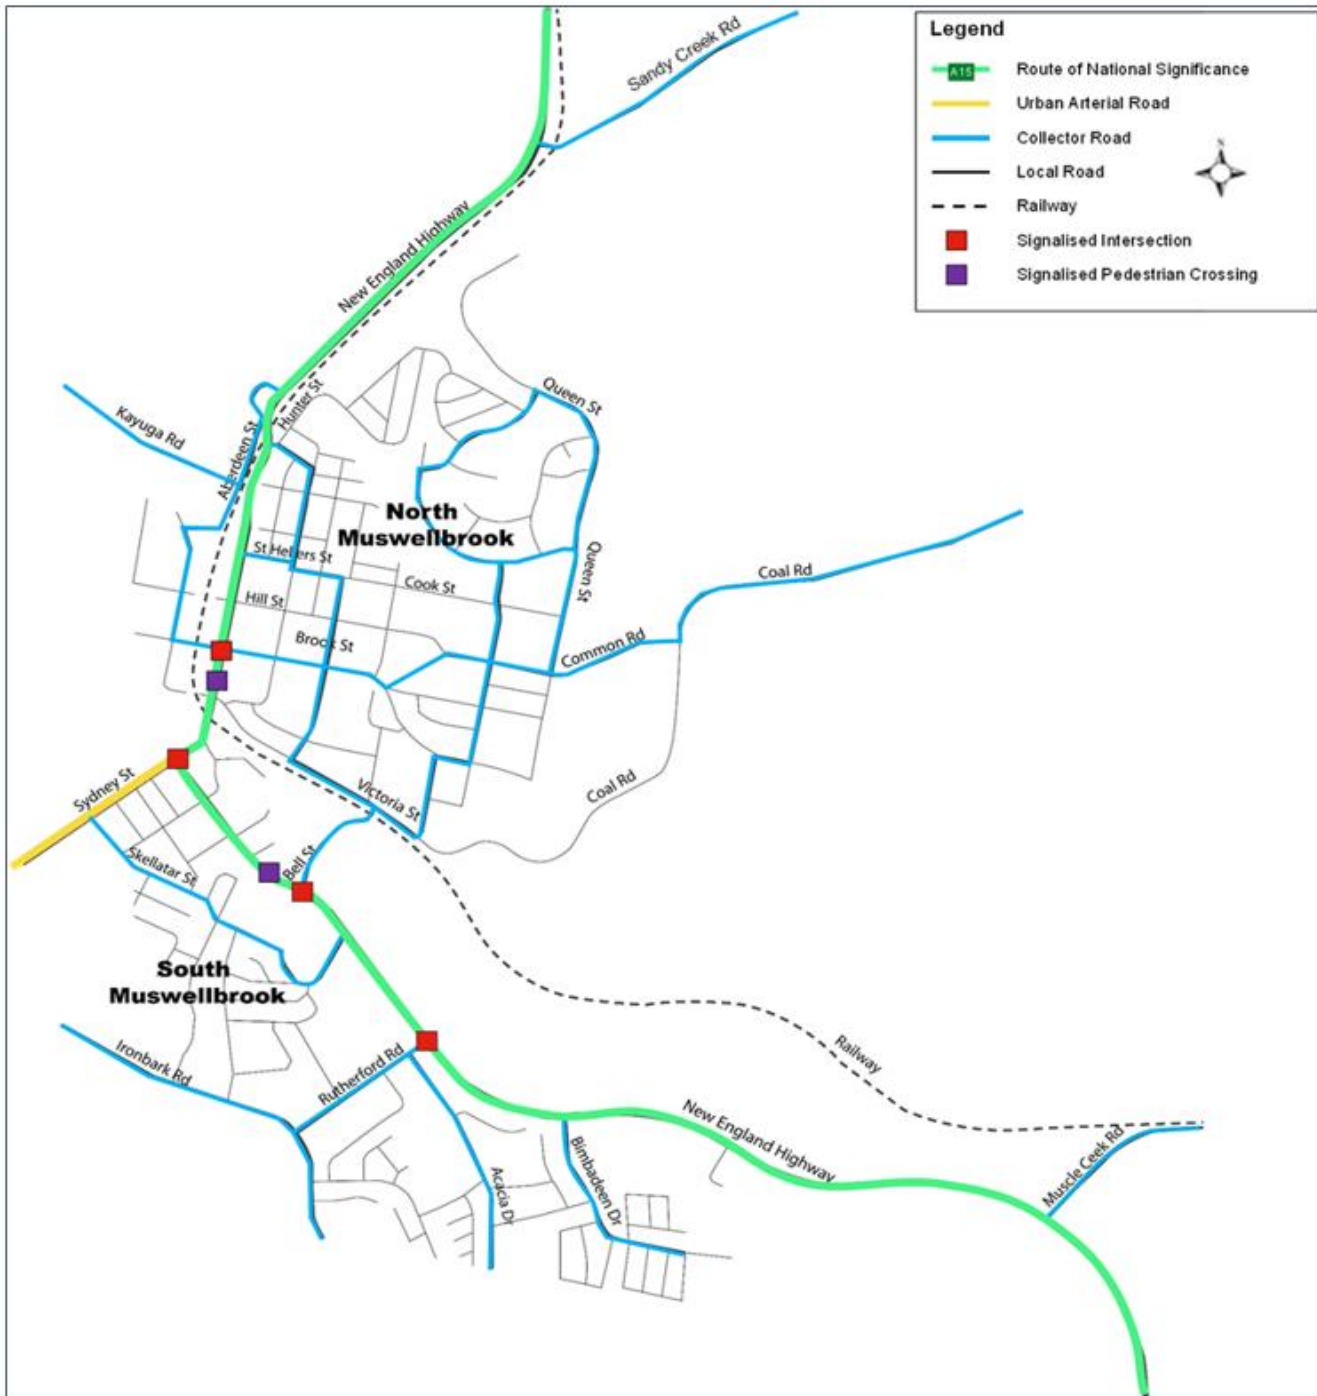 Legend
A15
Route of National Significance
Urban Arterial Road
Collector Road
N
Local Road
Railway
Signalised Intersection
Signalised Pedestrian Crossing
Sandy Creek Rd
New England Highway
Hunter St
Queen St
Kayuga Rd
Aberdeen St
North
Muswellbrook
St Heliers St
Queen St
Coal Rd
Cook St
Hill St
Brook St
Common Rd
Coal Rd
Sydney St
Victoria St
Bell St
Skellatar St
South
Muswellbrook
Ironbark Rd
Rutherford Rd
Railway
New England Highway
Bimbadeen Dr
Acacia Dr
Muscle Ceek Rd